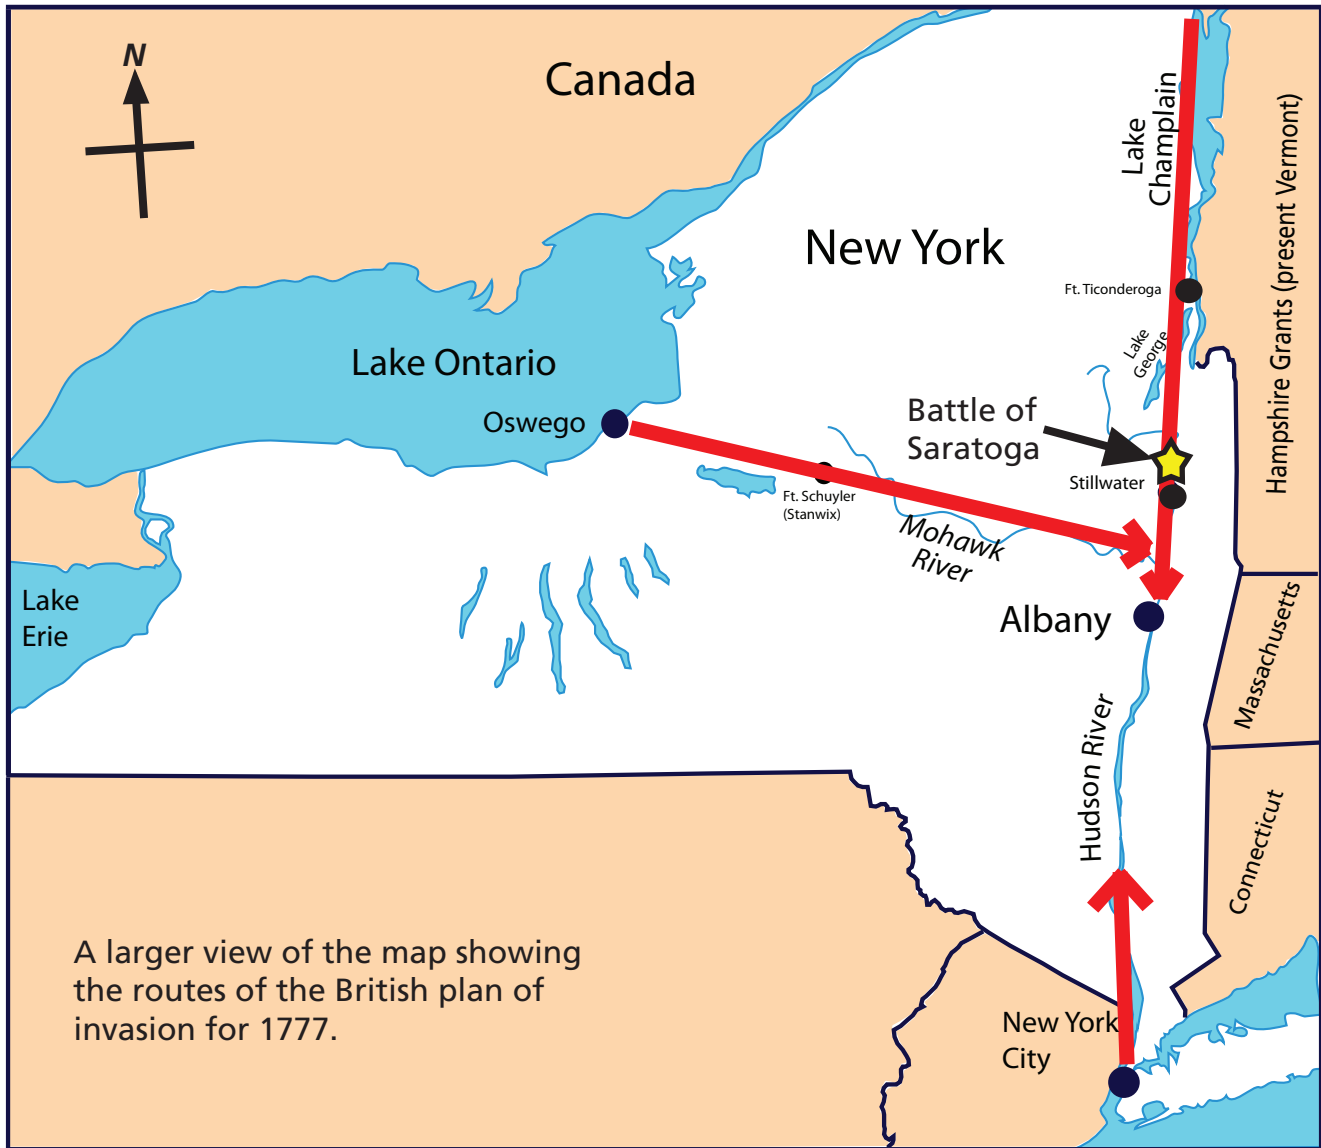 N
Canada
Lake
Champlain
New York
Hampshire Grants (present Vermont)
Ft. Ticonderoga
Lake
George
Lake Ontario
Oswego
Battle of
Saratoga
Stillwater
Ft. Schuyler
(Stanwix)
Mohawk
River
Lake
Erie
Albany
Massachusetts
Hudson River
Connecticut
A larger view of the map showing
the routes of the British plan of
invasion for 1777.
New York
City